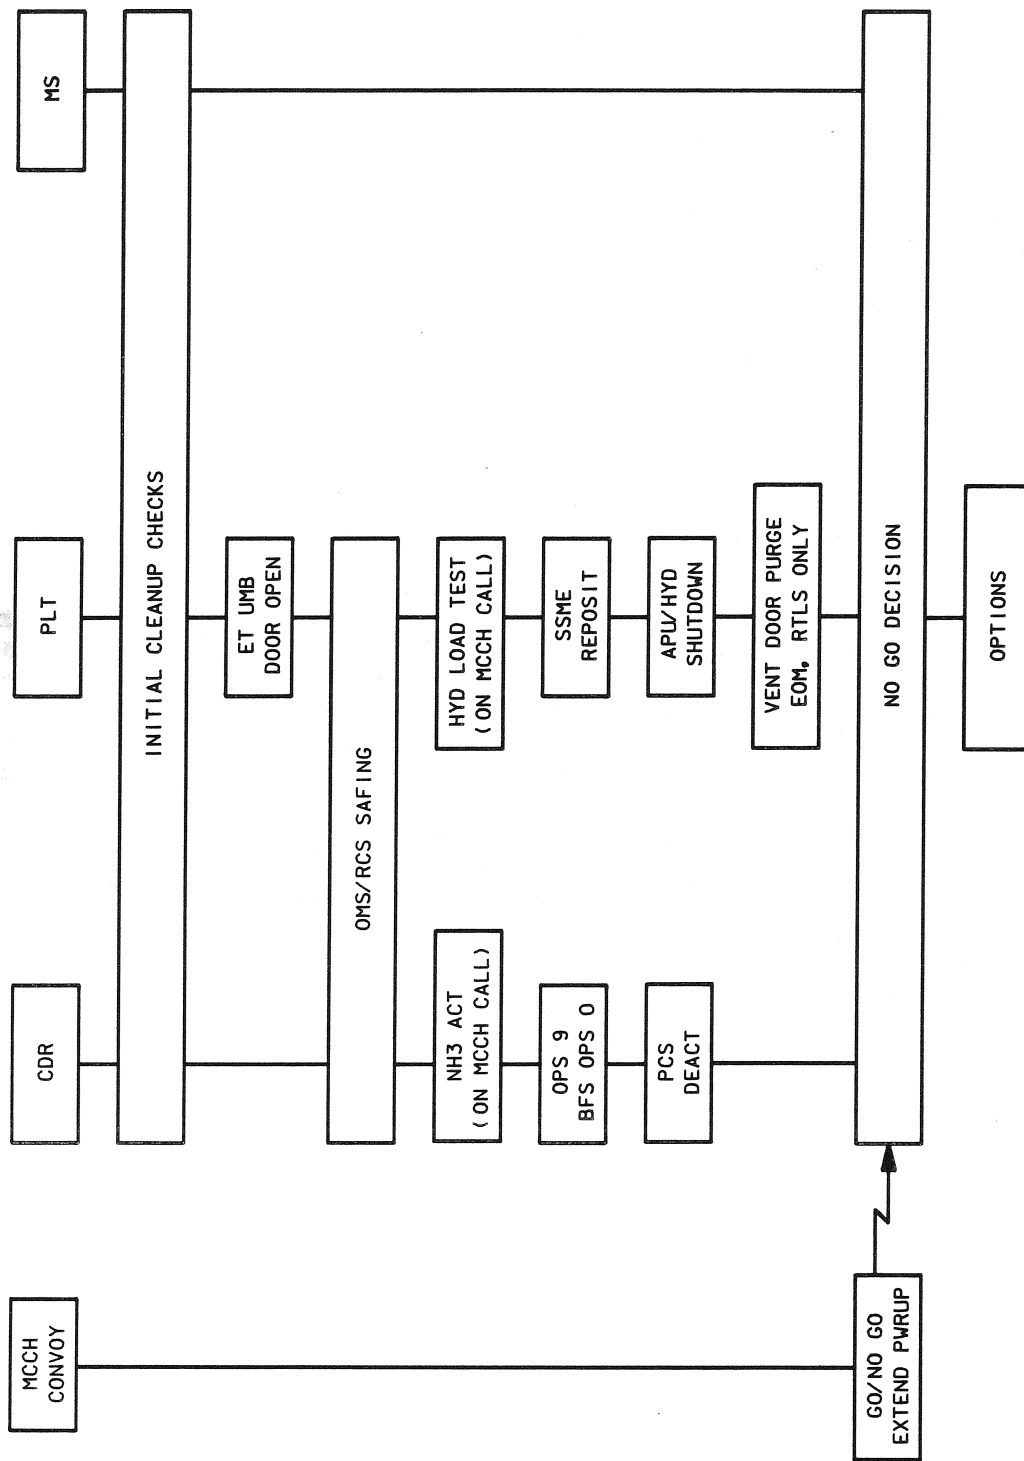 MCCH
CONVOY
CDR
PLT
MS
INITIAL CLEANUP CHECKS
ET UMB
DOOR OPEN
OMS/RCS SAFING
NH3 ACT
(ON MCCH CALL)
HYD LOAD TEST
(ON MCCH CALL)
OPS 9
BFS OPS 0
SSME
REPOSIT
PCS
DEACT
APU/HYD
SHUTDOWN
VENT DOOR PURGE
EOM, RTLS ONLY
GO/NO GO
EXTEND PWRUP
NO GO DECISION
OPTIONS